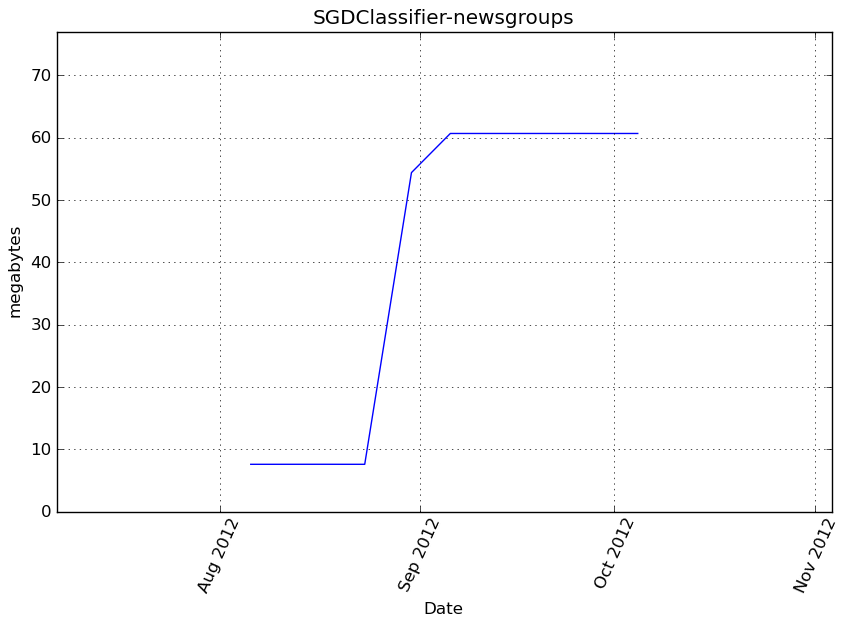 SGDClassifier-newsgroups
70
60
50
40
30
20
10
0
megabytes
Aug 2012
Sep 2012
Oct 2012
Nov 2012
Date